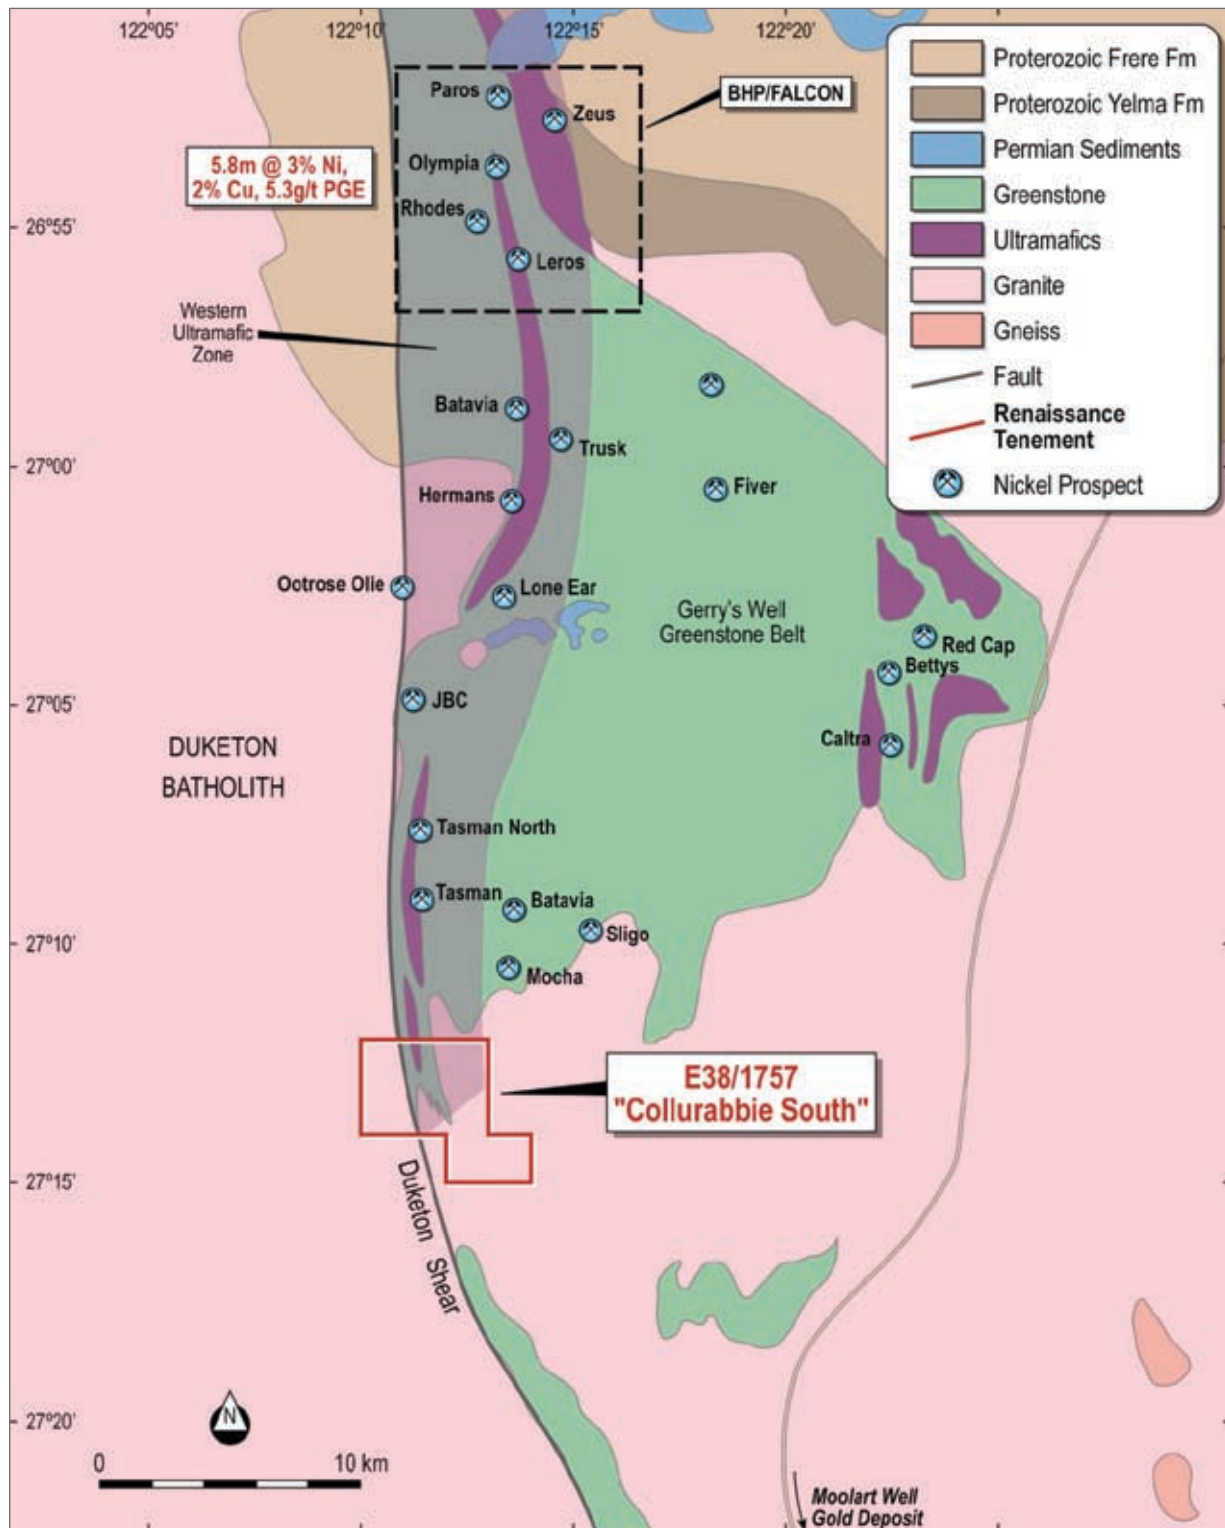 122°05'
122°10'
122°15'
122°20'
Proterozoic Frere Fm
Proterozoic Yelma Fm
Permian Sediments
Greenstone
Ultramafics
Granite
Gneiss
Fault
Renaissance
Tenement
Nickel Prospect
BHP/FALCON
Paros
Zeus
5.8m @ 3% Ni,
2% Cu, 5.3g/t PGE
Olympia
Rhodes
26°55'
Leros
Western
Ultramafic
Zone
Batavia
Trusk
27°00'
Hermans
Fiver
Ootrose Olie
Lone Ear
Gerry's Well
Greenstone Belt
Red Cap
Bettys
27°05'
JBC
Caltra
DUKETON
BATHOLITH
Tasman North
Tasman
Batavia
Sligo
27°10'
Mocha
E38/1757
"Collurabbie South"
27°15'
Duketon Shear
27°20'
N
0
10 km
Moolart Well
Gold Deposit